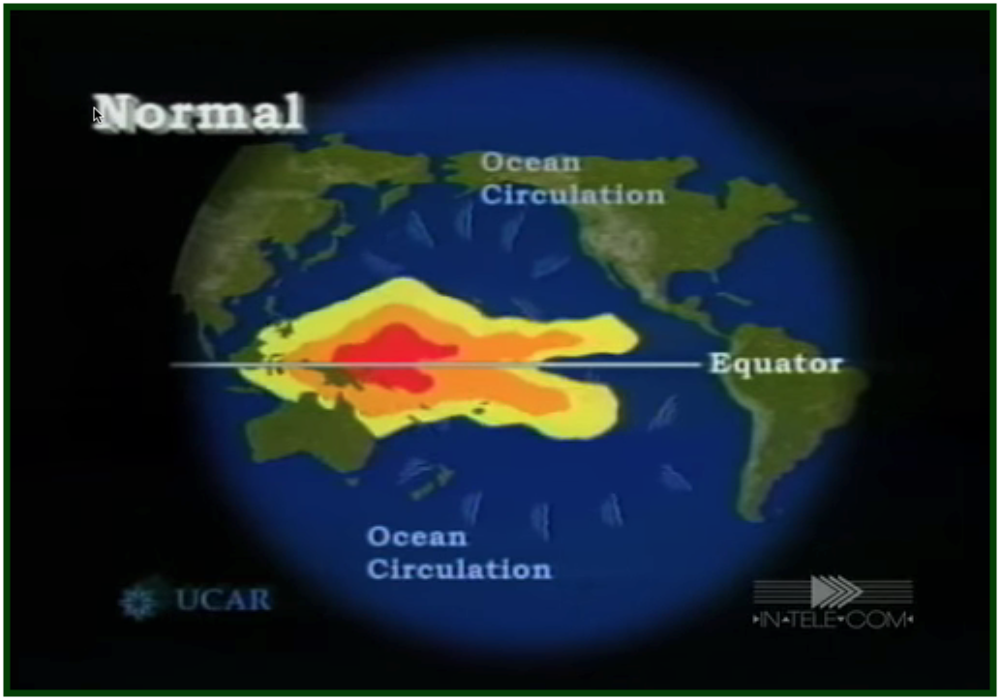 Normal
Ocean
Circulation
Equator
Ocean
Circulation
UCAR
IN•TELE•COM